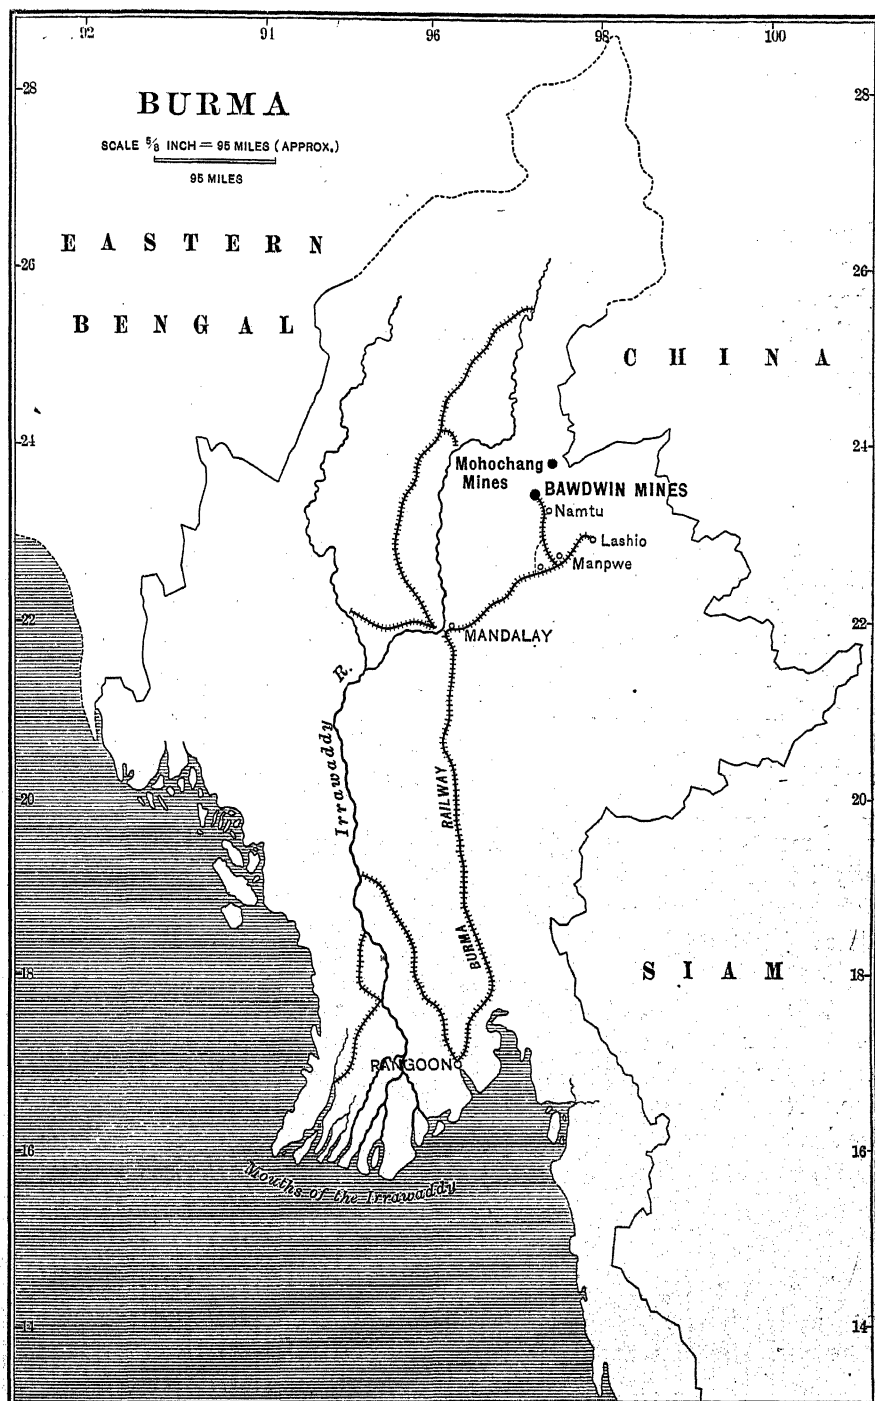 92 91 96 98 100
28 28
BURMA
SCALE 5/8 INCH = 95 MILES (APPROX.)
95 MILES
EASTERN
26 26
BENGAL
CHINA
24 24
Mohochang
Mines
BAWDWIN MINES
Namtu
Lashio
Manpwe
22 22
MANDALAY
Irrawaddy R.
20 20
BURMA RAILWAY
18 18
SIAM
RANGOON
16 16
Mouths of the Irrawaddy
14 14